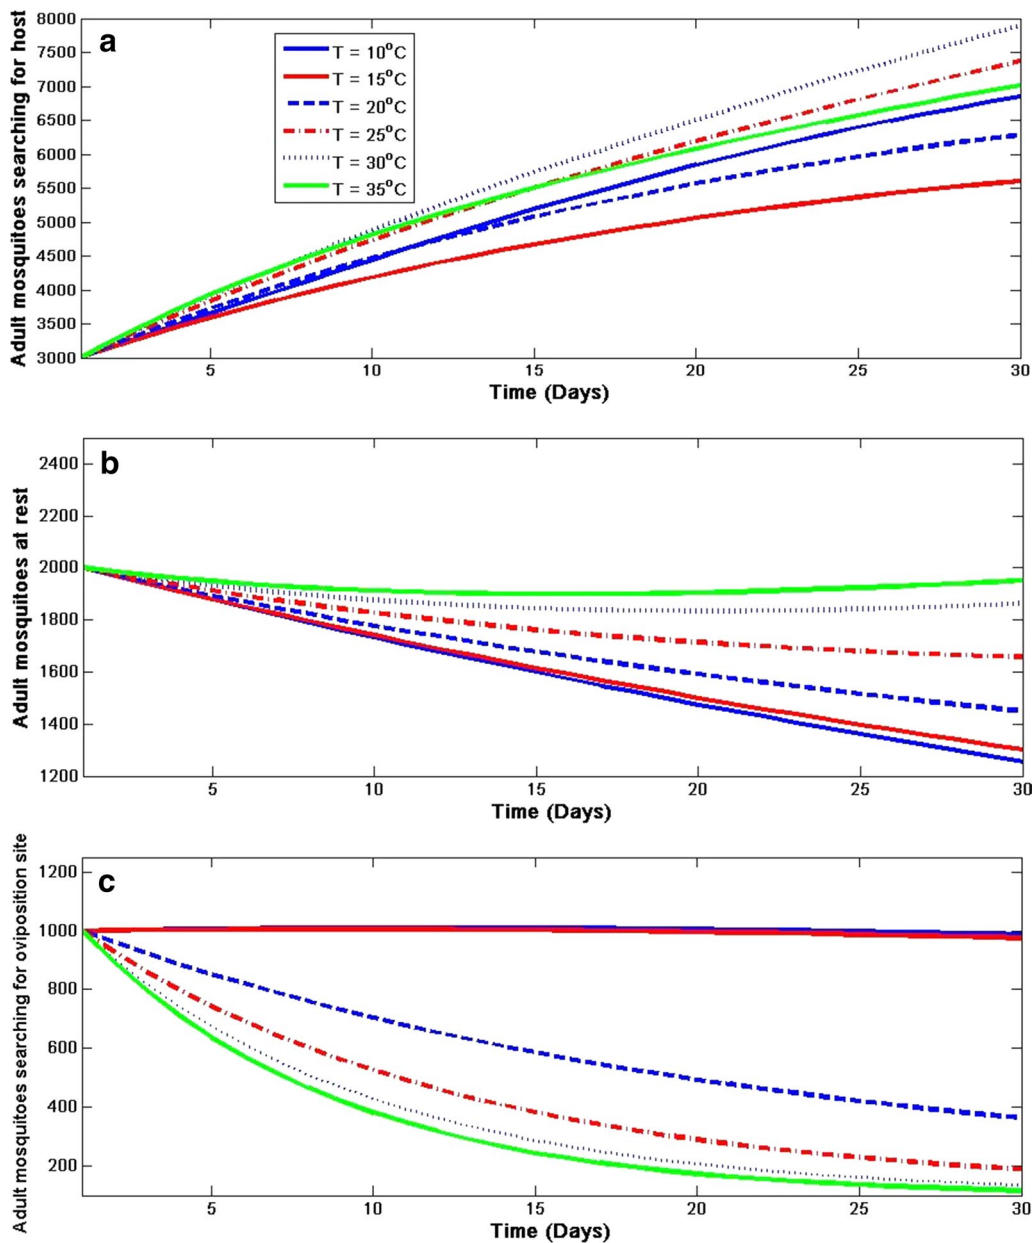 a
T = 10°C
T = 15°C
T = 20°C
T = 25°C
T = 30°C
T = 35°C
Adult mosquitoes searching for host
8000
7500
7000
6500
6000
5500
5000
4500
4000
3500
3000
5 10 15 20 25 30
Time (Days)
b
Adult mosquitoes at rest
2400
2200
2000
1800
1600
1400
1200
5 10 15 20 25 30
Time (Days)
c
Adult mosquitoes searching for oviposition site
1200
1000
800
600
400
200
5 10 15 20 25 30
Time (Days)